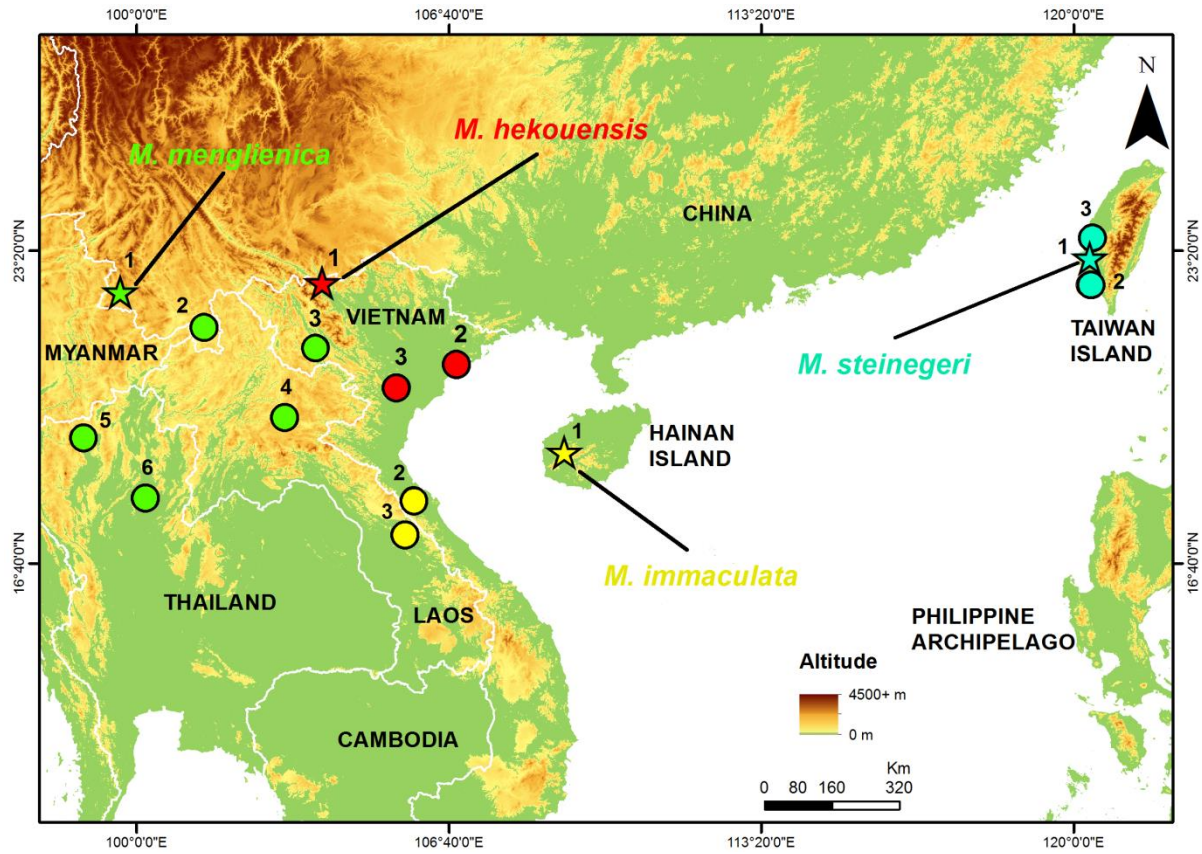 100°0'0"E
106°40'0"E
113°20'0"E
120°0'0"E
N
M. hekouensis
M. menglienica
3
CHINA
23°20'0"N
23°20'0"N
1
1
1
2
2
3
VIETNAM
TAIWAN
ISLAND
MYANMAR
2
3
M. steinegeri
4
5
1
HAINAN
ISLAND
6
2
3
16°40'0"N
16°40'0"N
M. immaculata
THAILAND
LAOS
PHILIPPINE
ARCHIPELAGO
Altitude
4500+ m
0 m
CAMBODIA
Km
0 80 160 320
100°0'0"E
106°40'0"E
113°20'0"E
120°0'0"E